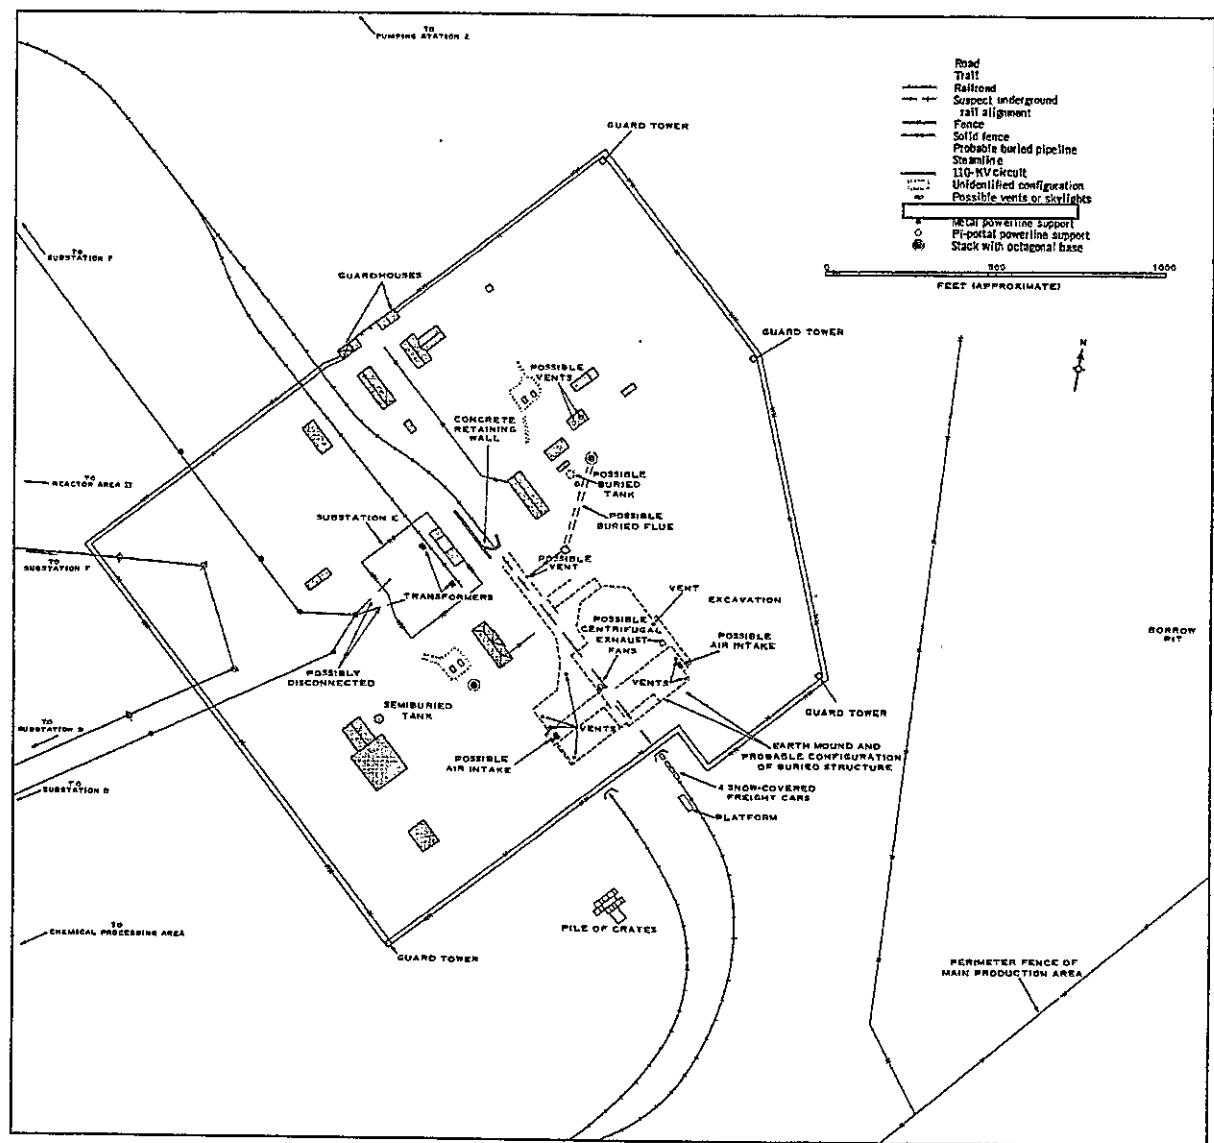 TO
PUMPING STATION 2
Road
Trail
Railroad
Suspect underground
rail alignment
Fence
Solid fence
Probable buried pipeline
Steamline
110-KV circuit
Unidentified configuration
Possible vents or skylights
Metal powerline support
Pi-portal powerline support
Stack with octagonal base
0 500 1000
FEET (APPROXIMATE)
N
GUARD TOWER
TO
SUBSTATION F
GUARDHOUSES
GUARD TOWER
POSSIBLE
VENTS
CONCRETE
RETAINING
WALL
TO
REACTOR AREA II
POSSIBLE
BURIED
TANK
SUBSTATION E
POSSIBLE
BURIED FLUE
TO
SUBSTATION F
POSSIBLE
VENT
TRANSFORMERS
VENT
EXCAVATION
POSSIBLE
CENTRIFUGAL
EXHAUST
FANS
POSSIBLE
AIR INTAKE
BORROW
PIT
POSSIBLY
DISCONNECTED
VENTS
SEMIBURIED
TANK
GUARD TOWER
TO
SUBSTATION D
VENTS
POSSIBLE
AIR INTAKE
EARTH MOUND AND
PROBABLE CONFIGURATION
OF BURIED STRUCTURE
TO
SUBSTATION D
4 SNOW-COVERED
FREIGHT CARS
PLATFORM
TO
CHEMICAL PROCESSING AREA
PILE OF CRATES
GUARD TOWER
PERIMETER FENCE OF
MAIN PRODUCTION AREA